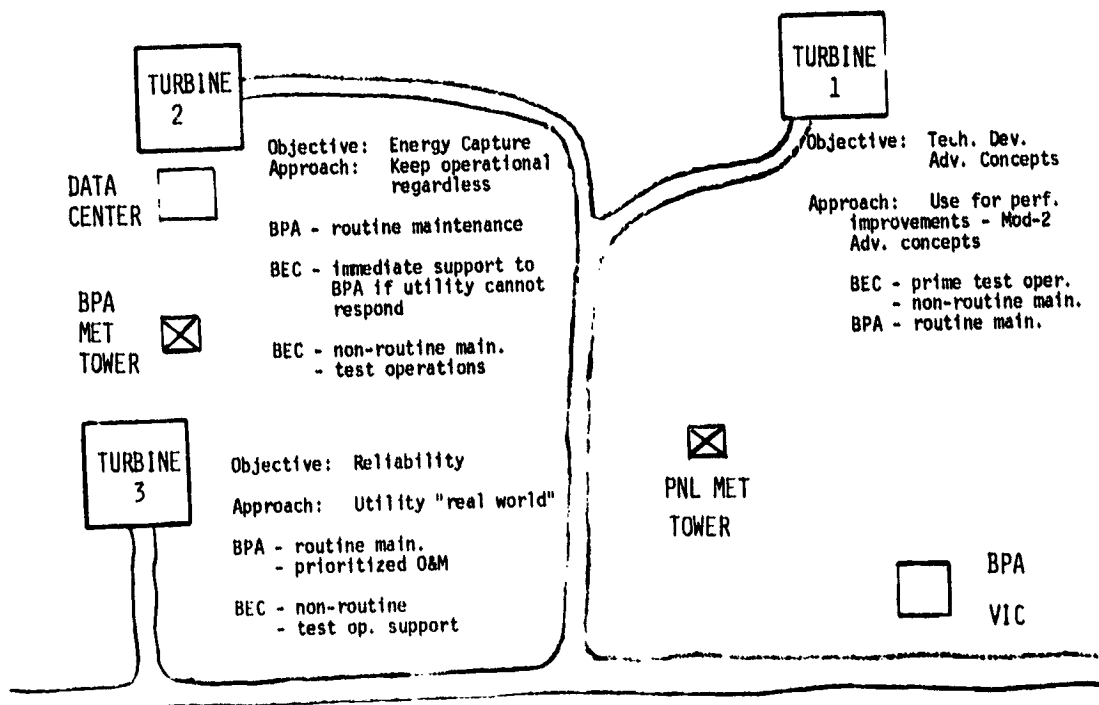 TURBINE
2
Objective: Energy Capture
Approach: Keep operational
regardless
BPA - routine maintenance
BEC - immediate support to
BPA if utility cannot
respond
BEC - non-routine main.
- test operations
DATA
CENTER
BPA
MET
TOWER
TURBINE
1
Objective: Tech. Dev.
Adv. Concepts
Approach: Use for perf.
improvements - Mod-2
Adv. concepts
BEC - prime test oper.
- non-routine main.
BPA - routine main.
TURBINE
3
Objective: Reliability
Approach: Utility "real world"
BPA - routine main.
- prioritized O&M
BEC - non-routine
- test op. support
PNL MET
TOWER
BPA
VIC